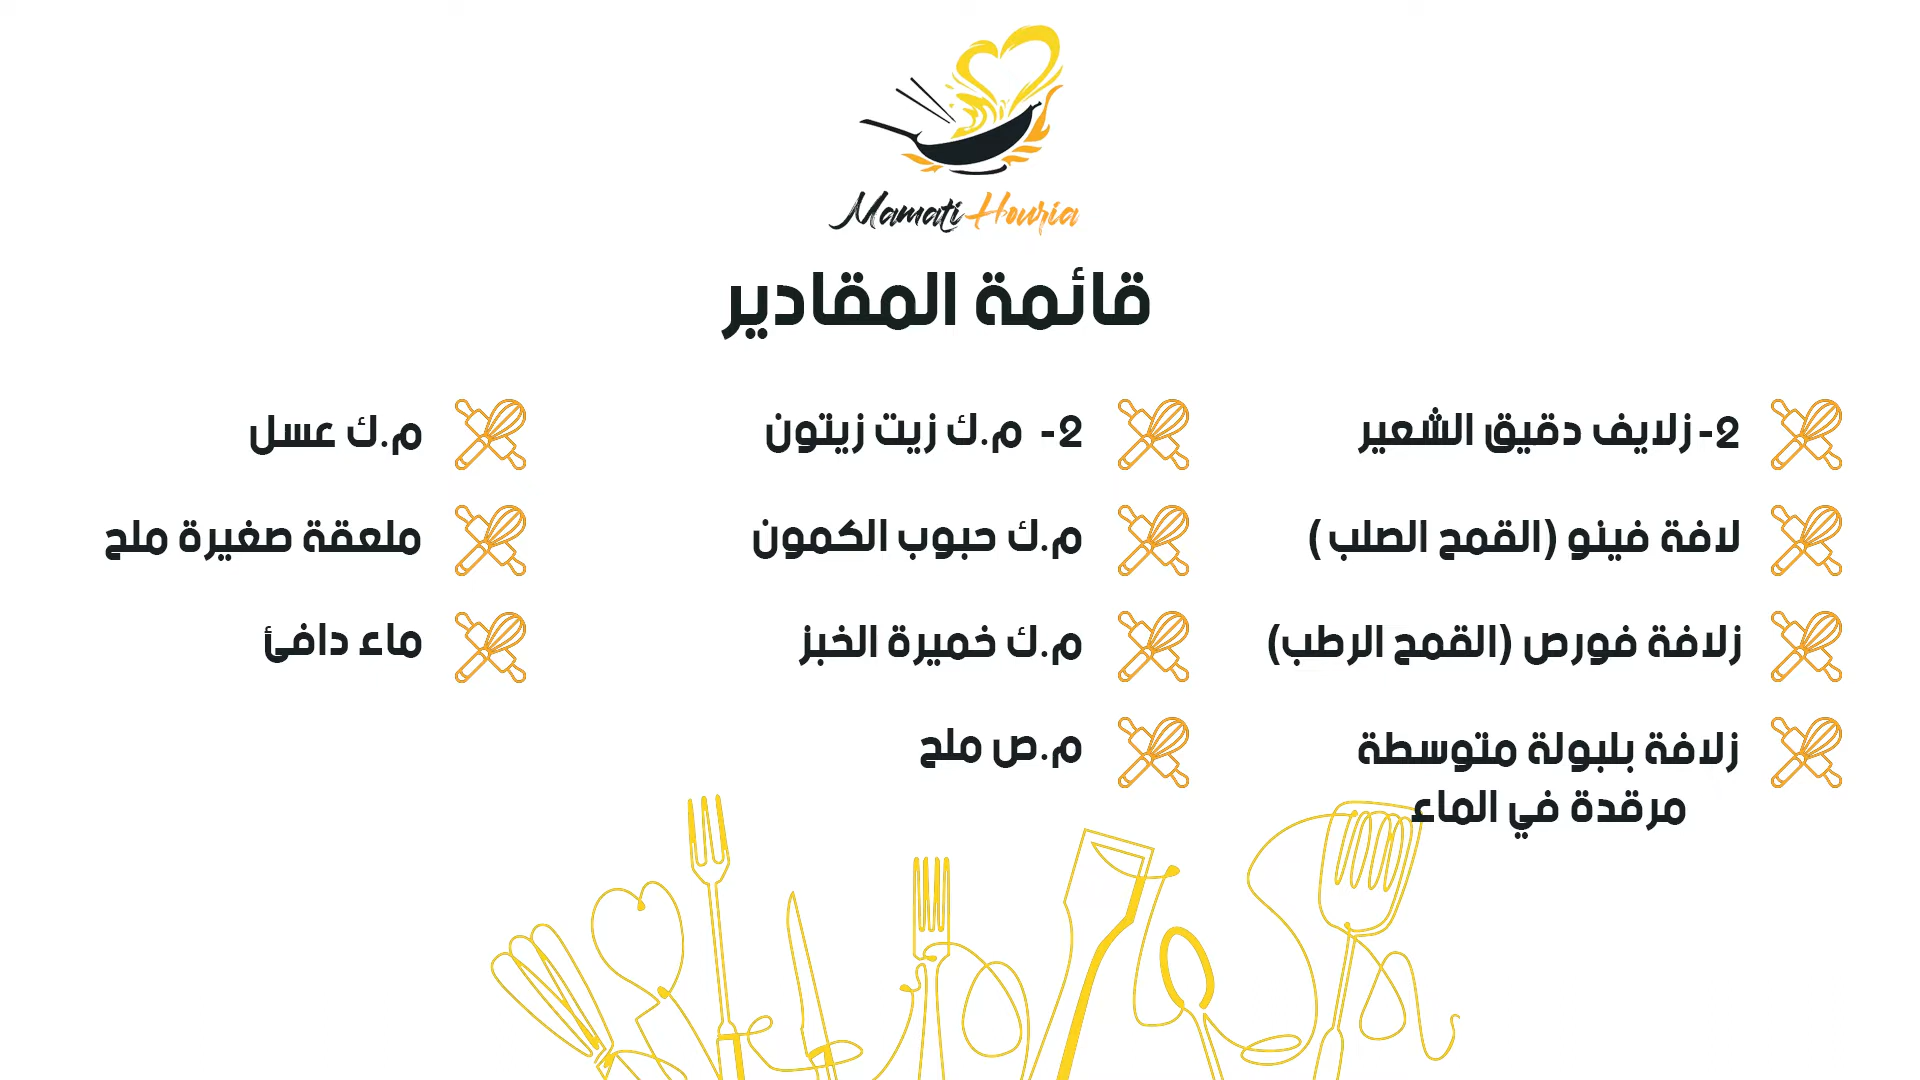 Mamati Houria
قائمة المقادير
2- زلايف دقيق الشعير
لافة فينو (القمح الصلب )
زلافة فورص (القمح الرطب)
زلافة بلبولة متوسطة
مرقدة في الماء
2- م.ك زيت زيتون
م.ك حبوب الكمون
م.ك خميرة الخبز
م.ص ملح
م.ك عسل
ملعقة صغيرة ملح
ماء دافئ